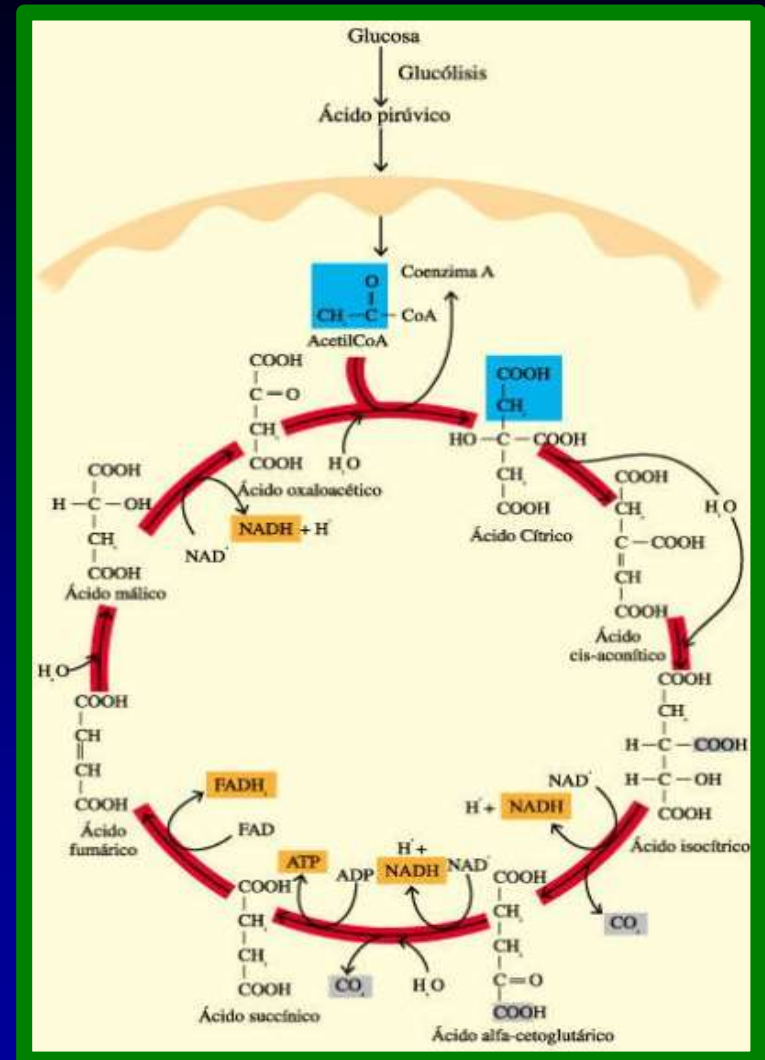 Glucosa
Glucólisis
Ácido pirúvico
Coenzima A
O
CH₃—C—CoA
AcetilCoA
COOH
C=O
CH₂
COOH
Ácido oxaloacético
H₂O
COOH
CH₂
HO—C—COOH
CH₂
COOH
Ácido Cítrico
H₂O
COOH
CH₂
C—COOH
CH
COOH
Ácido
cis-aconítico
COOH
CH₂
H—C—COOH
H—C—OH
COOH
Ácido isocítrico
NAD⁺
H⁺+ NADH
CO₂
COOH
CH₂
CH₂
C=O
COOH
Ácido alfa-cetoglutárico
NAD⁺
H⁺+
NADH
H₂O
CO₂
ADP
ATP
COOH
CH₂
CH₂
COOH
Ácido succínico
FAD
FADH₂
COOH
CH
CH
COOH
Ácido
fumárico
H₂O
COOH
H—C—OH
CH₂
COOH
Ácido málico
NAD⁺
NADH + H⁺